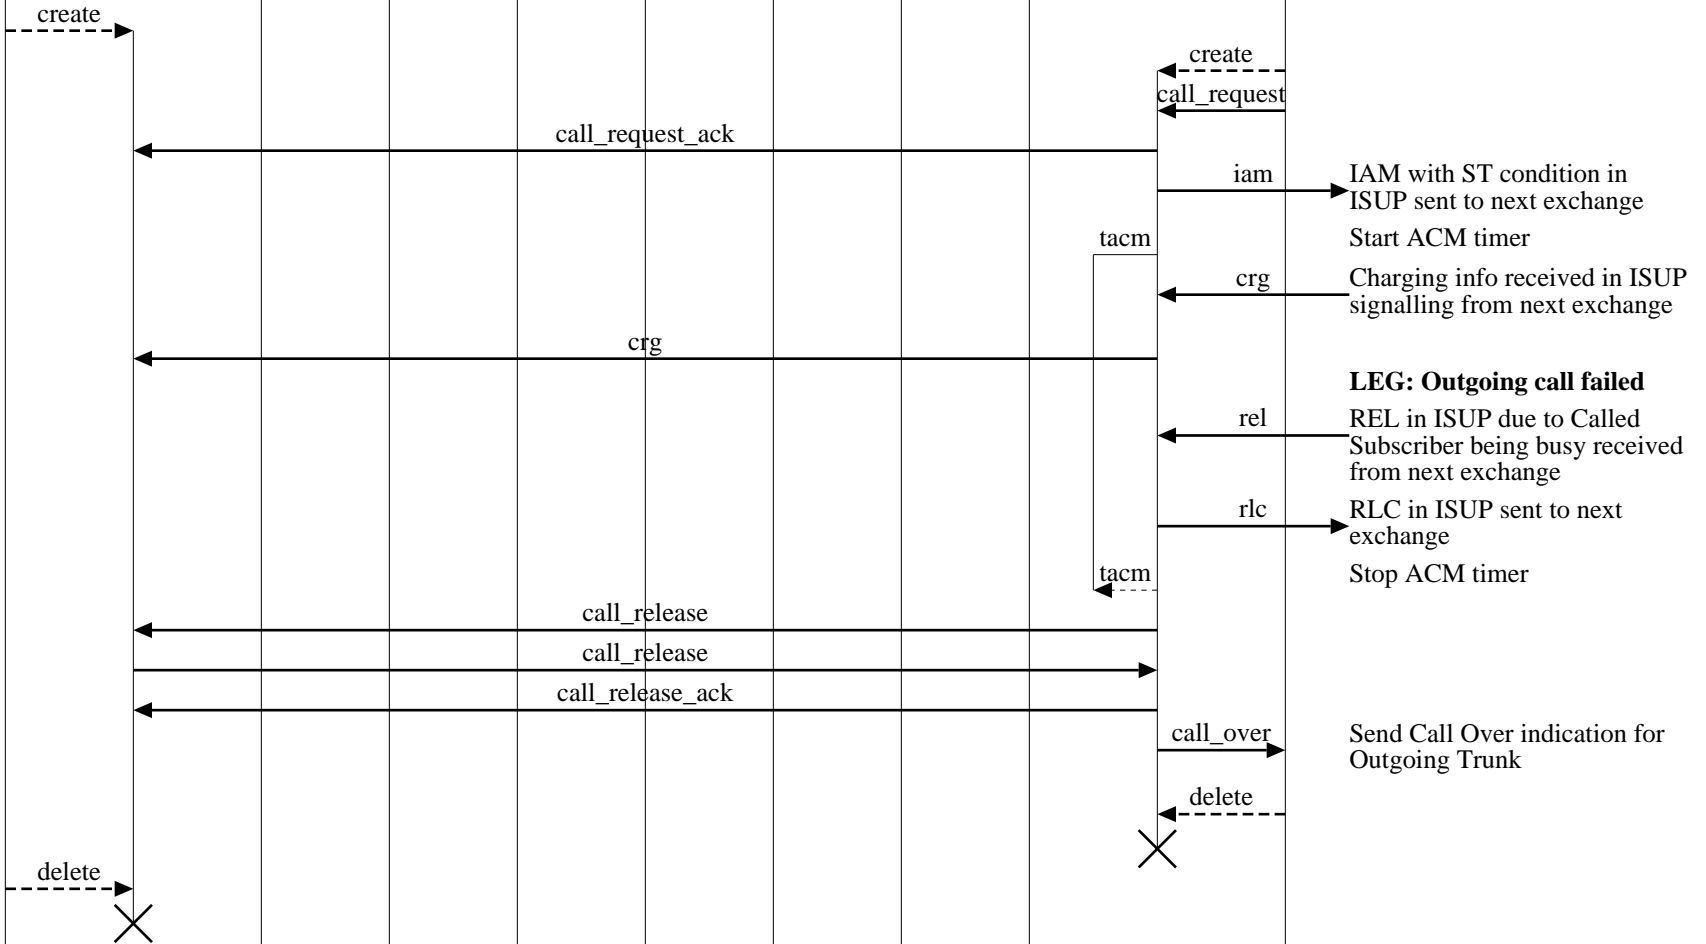 create
create
call_request
call_request_ack
iam
IAM with ST condition in
ISUP sent to next exchange
tacm
Start ACM timer
crg
Charging info received in ISUP
signalling from next exchange
crg
LEG: Outgoing call failed
rel
REL in ISUP due to Called
Subscriber being busy received
from next exchange
rlc
RLC in ISUP sent to next
exchange
tacm
Stop ACM timer
call_release
call_release
call_release_ack
call_over
Send Call Over indication for
Outgoing Trunk
delete
delete